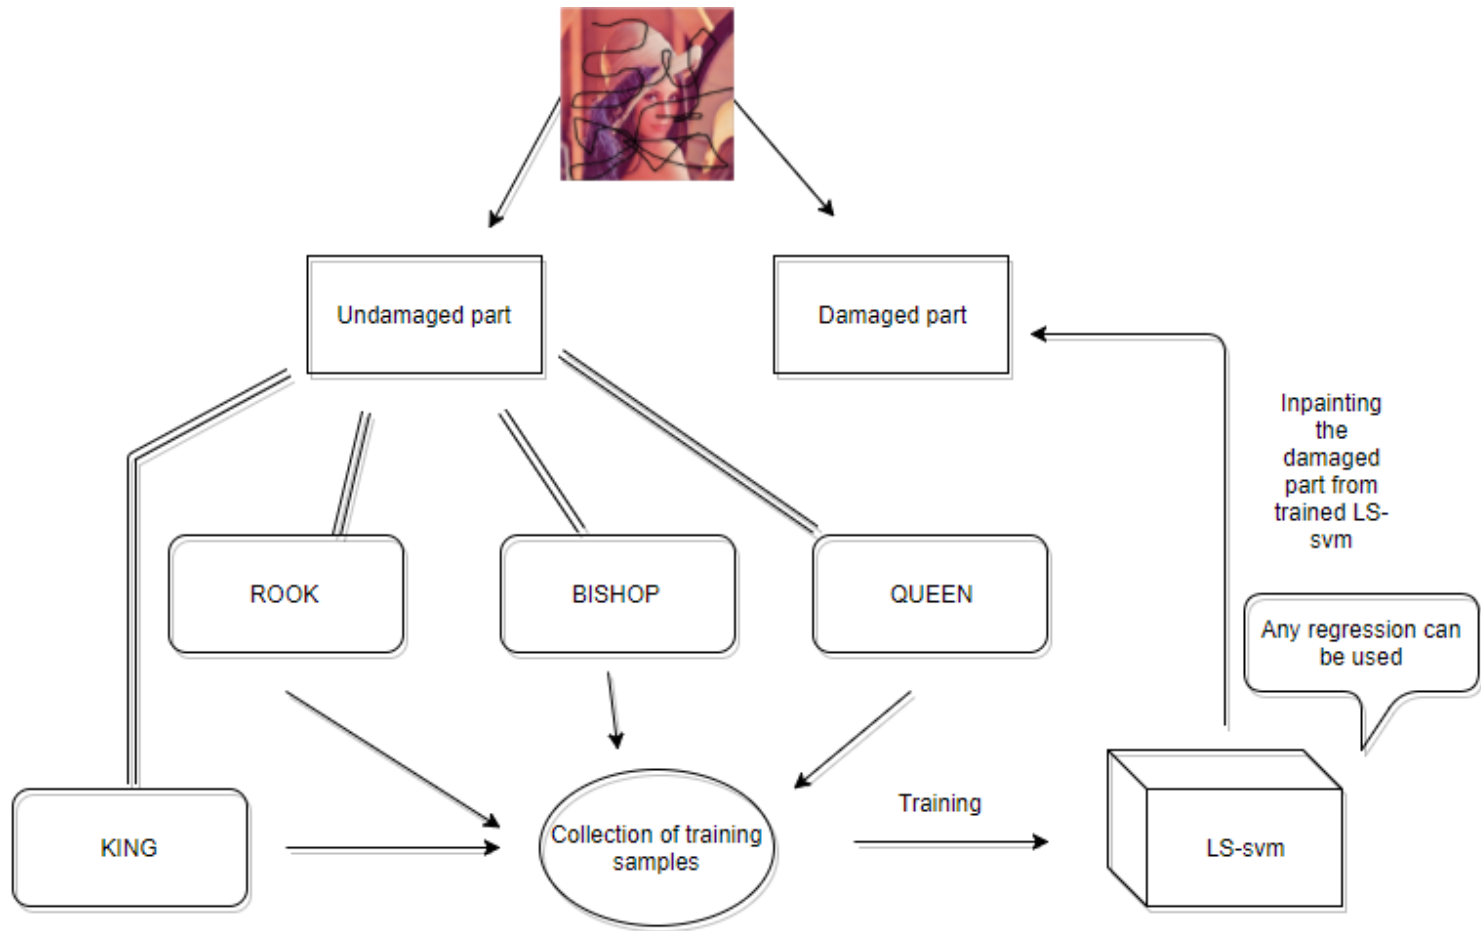 Undamaged part
Damaged part
Inpainting
the
damaged
part from
trained LS-
svm
ROOK
BISHOP
QUEEN
Any regression can
be used
KING
Collection of training
samples
Training
LS-svm